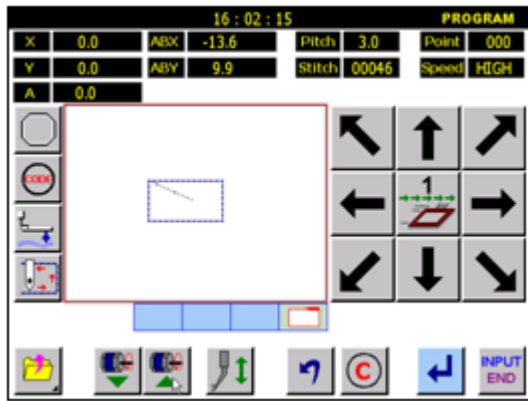 16 : 02 : 15 PROGRAM
X 0.0 ABX -13.6 Pitch 3.0 Point 000
Y 0.0 ABY 9.9 Stitch 00046 Speed HIGH
A 0.0
CODE
1
C
INPUT
END